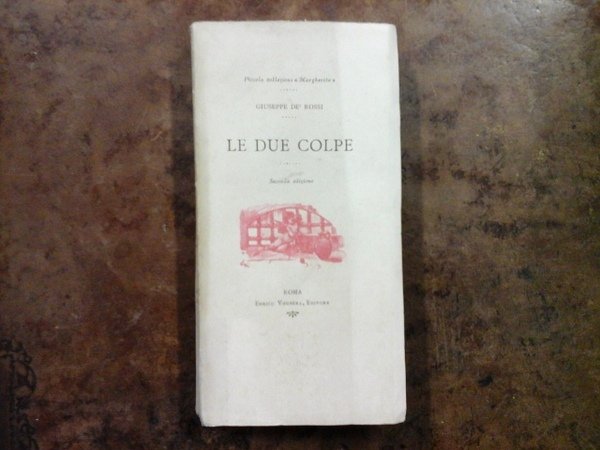 Piccola collezione « Margherita »
GIUSEPPE DE' ROSSI
LE DUE COLPE
Seconda edizione
ROMA
ENRICO VOGHERA, EDITORE